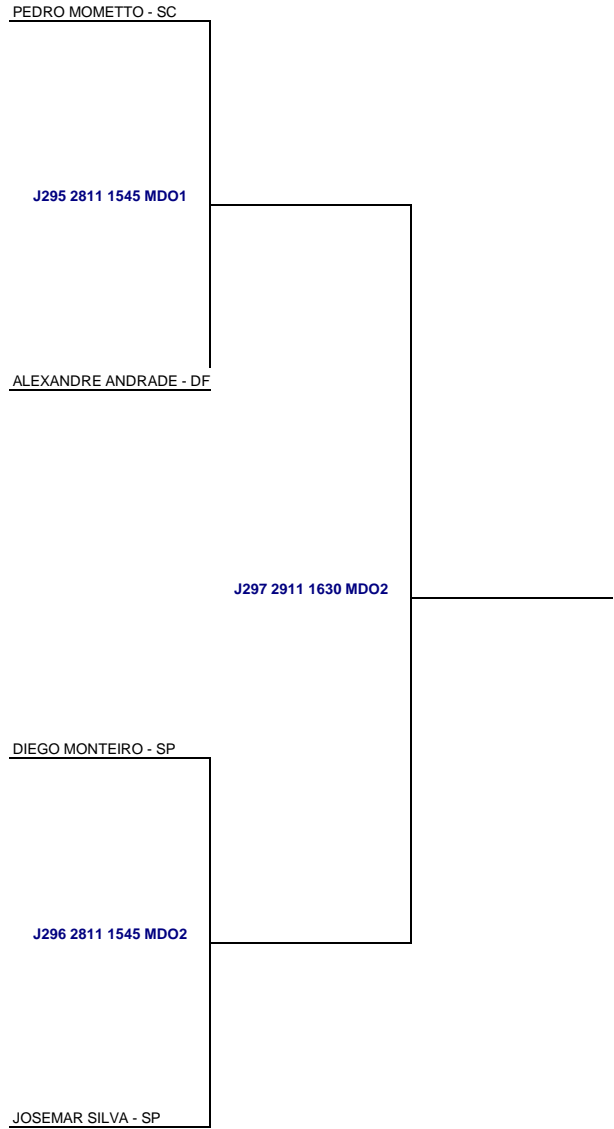 PEDRO MOMETTO - SC
J295 2811 1545 MDO1
ALEXANDRE ANDRADE - DF
J297 2911 1630 MDO2
DIEGO MONTEIRO - SP
J296 2811 1545 MDO2
JOSEMAR SILVA - SP